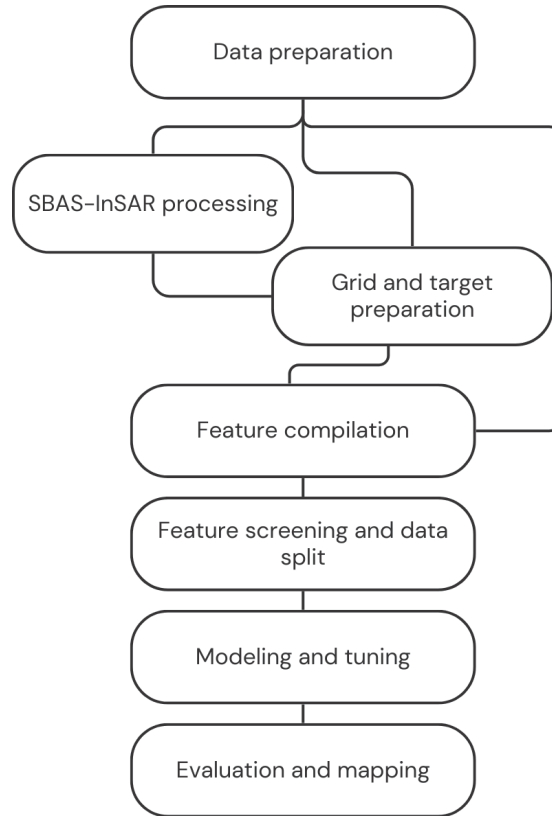 Data preparation
SBAS-InSAR processing
Grid and target
preparation
Feature compilation
Feature screening and data
split
Modeling and tuning
Evaluation and mapping